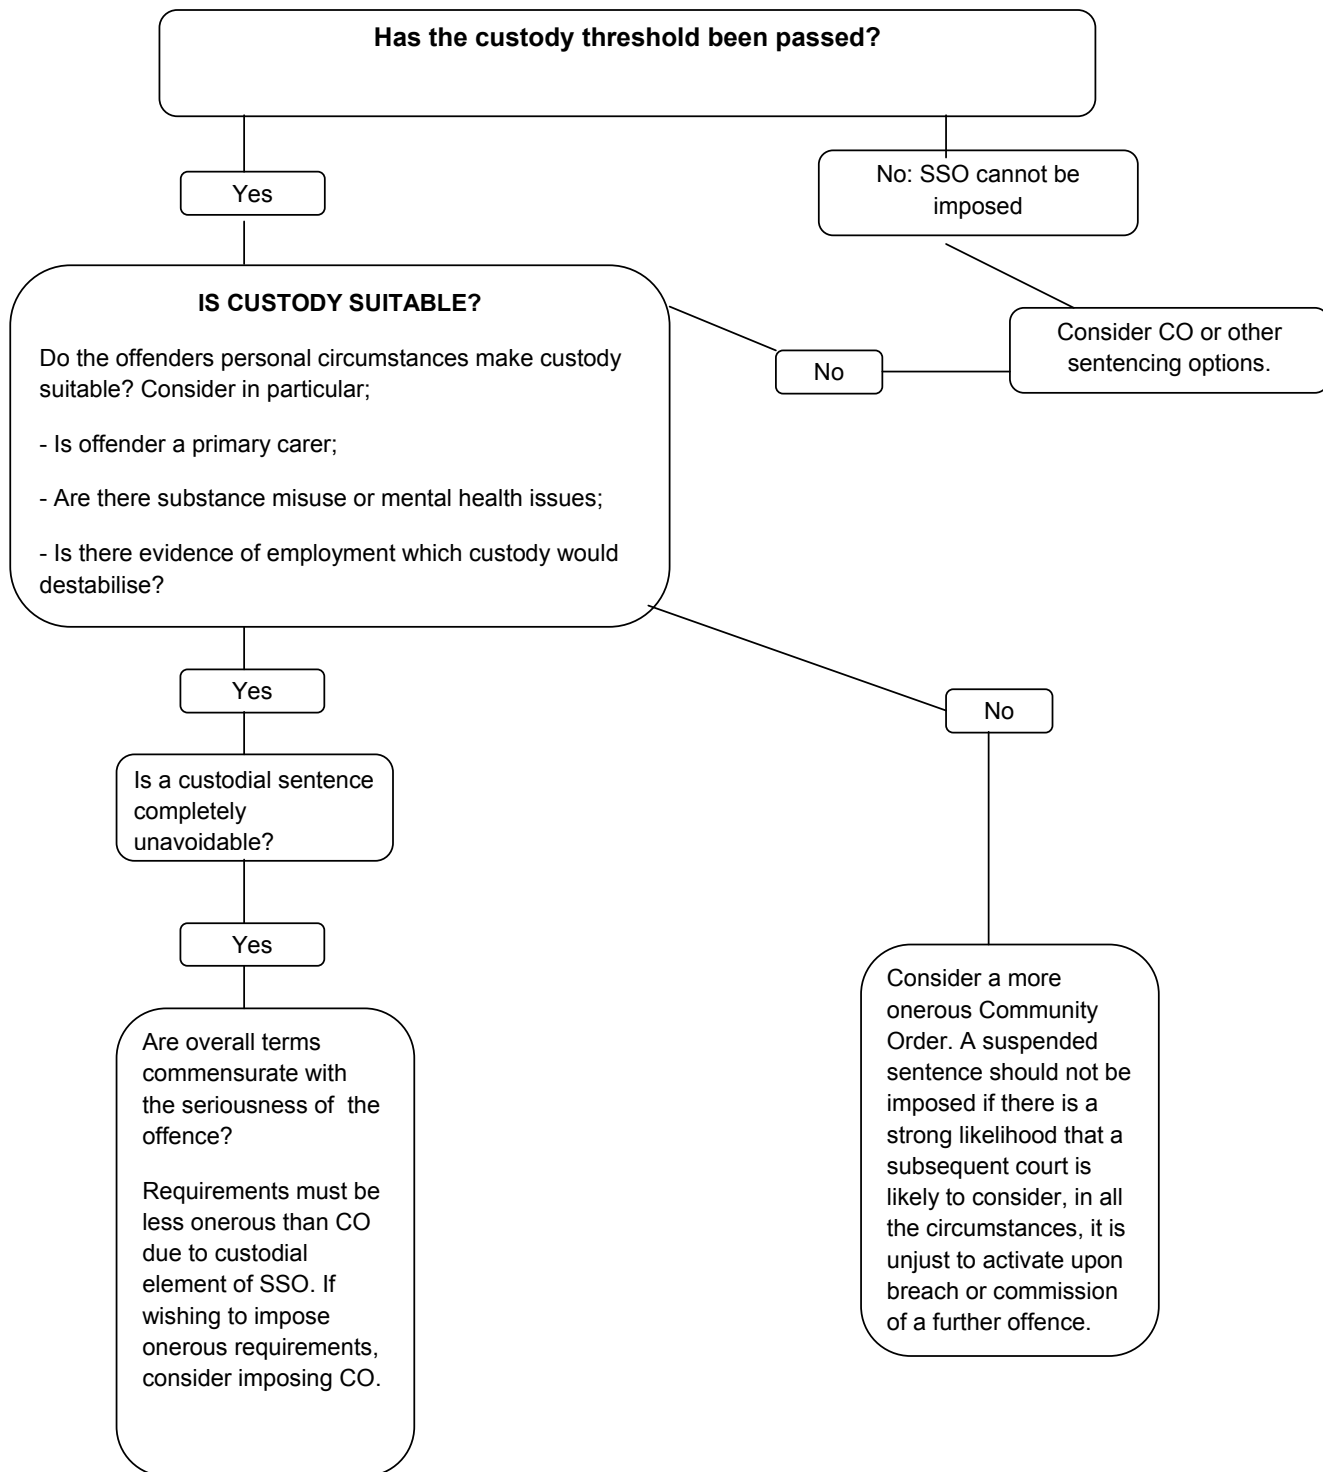 Has the custody threshold been passed?
Yes
No: SSO cannot be
imposed
IS CUSTODY SUITABLE?
Do the offenders personal circumstances make custody
suitable? Consider in particular;
- Is offender a primary carer;
- Are there substance misuse or mental health issues;
- Is there evidence of employment which custody would
destabilise?
No
Consider CO or other
sentencing options.
Yes
No
Is a custodial sentence
completely
unavoidable?
Yes
Are overall terms
commensurate with
the seriousness of the
offence?
Requirements must be
less onerous than CO
due to custodial
element of SSO. If
wishing to impose
onerous requirements,
consider imposing CO.
Consider a more
onerous Community
Order. A suspended
sentence should not be
imposed if there is a
strong likelihood that a
subsequent court is
likely to consider, in all
the circumstances, it is
unjust to activate upon
breach or commission
of a further offence.